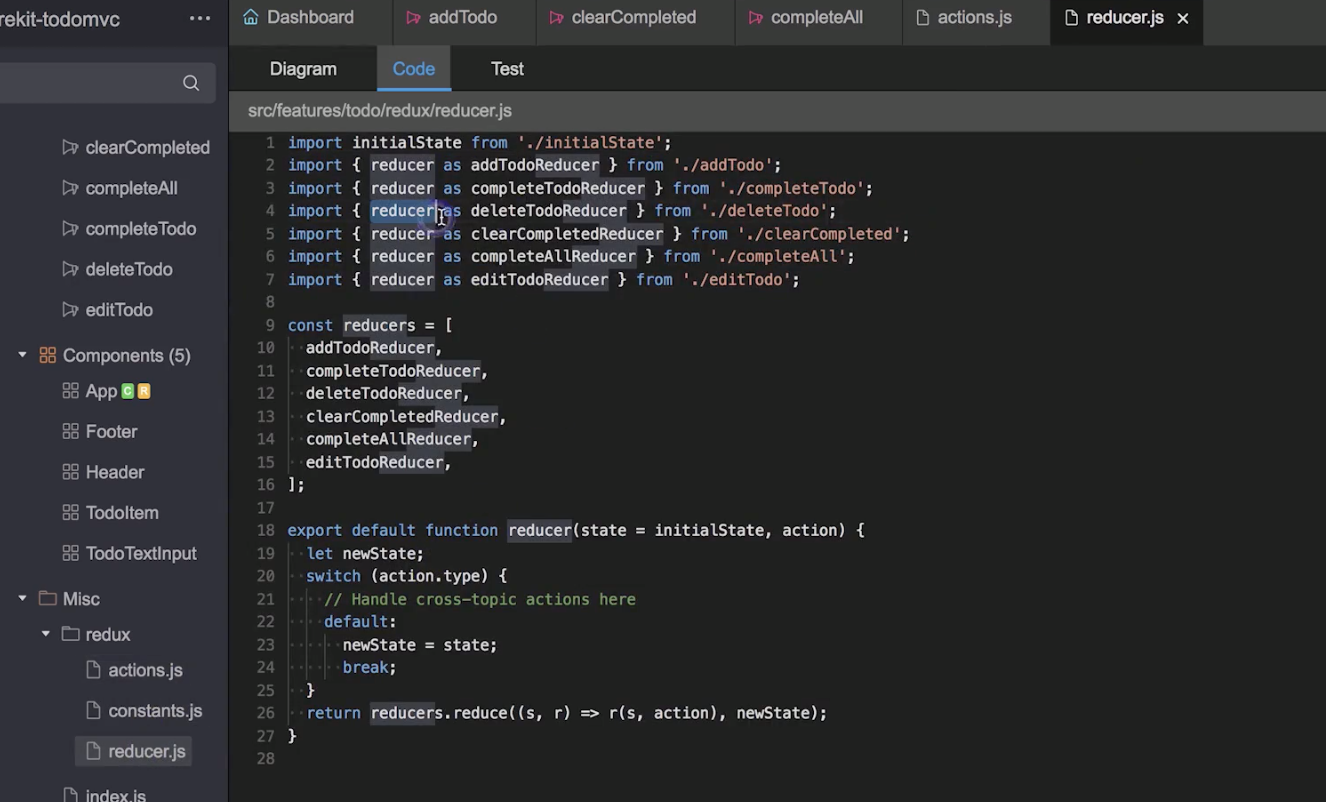 rekit-todomvc
Dashboard
addTodo
clearCompleted
completeAll
actions.js
reducer.js
Diagram
Code
Test
src/features/todo/redux/reducer.js
clearCompleted
completeAll
completeTodo
deleteTodo
editTodo
Components (5)
App C R
Footer
Header
TodoItem
TodoTextInput
Misc
redux
actions.js
constants.js
reducer.js
index.js
1 import initialState from './initialState';
2 import { reducer as addTodoReducer } from './addTodo';
3 import { reducer as completeTodoReducer } from './completeTodo';
4 import { reducer as deleteTodoReducer } from './deleteTodo';
5 import { reducer as clearCompletedReducer } from './clearCompleted';
6 import { reducer as completeAllReducer } from './completeAll';
7 import { reducer as editTodoReducer } from './editTodo';
8
9 const reducers = [
10 addTodoReducer,
11 completeTodoReducer,
12 deleteTodoReducer,
13 clearCompletedReducer,
14 completeAllReducer,
15 editTodoReducer,
16 ];
17
18 export default function reducer(state = initialState, action) {
19 let newState;
20 switch (action.type) {
21 // Handle cross-topic actions here
22 default:
23 newState = state;
24 break;
25 }
26 return reducers.reduce((s, r) => r(s, action), newState);
27 }
28